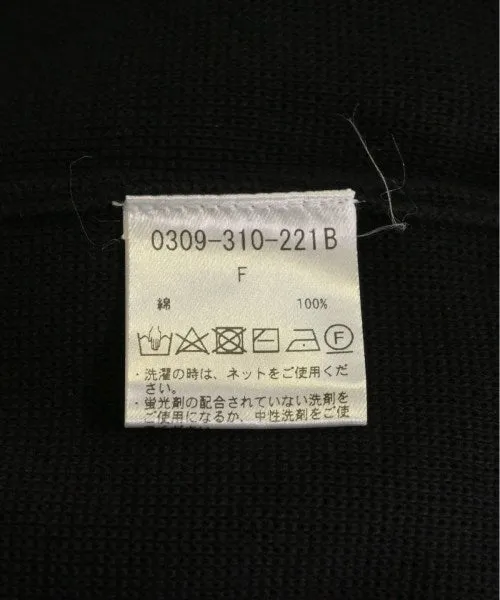 0309-310-221B
F
綿 100%
F
・洗濯の時は、ネットをご使用くだ
さい。
・蛍光剤の配合されていない洗剤を
ご使用になるか、中性洗剤をご使